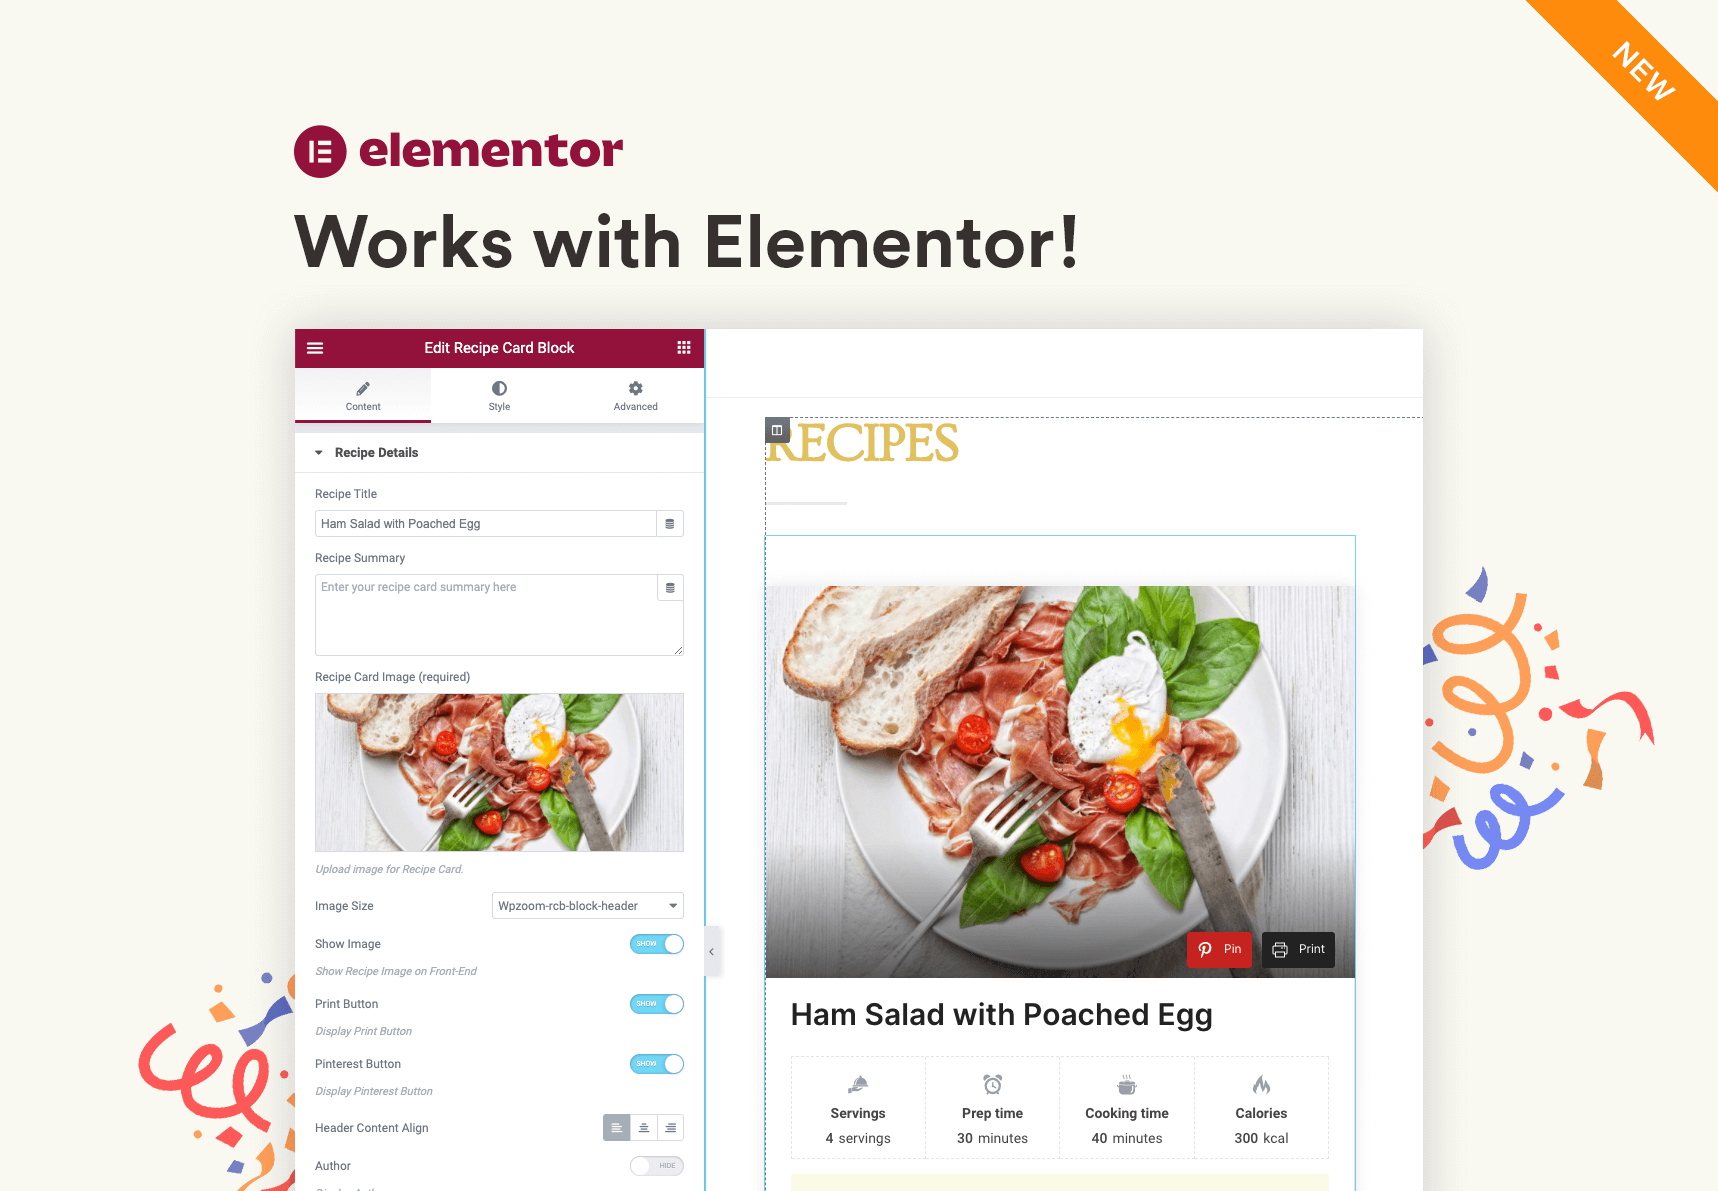 NEW
elementor
Works with Elementor!
Edit Recipe Card Block
Content
Style
Advanced
Recipe Details
Recipe Title
Ham Salad with Poached Egg
Recipe Summary
Enter your recipe card summary here
Recipe Card Image (required)
Upload image for Recipe Card.
Image Size
Wpzoom-rcb-block-header
Show Image
SHOW
Show Recipe Image on Front-End
Print Button
SHOW
Display Print Button
Pinterest Button
SHOW
Display Pinterest Button
Header Content Align
Author
HIDE
RECIPES
Pin
Print
Ham Salad with Poached Egg
Servings
4 servings
Prep time
30 minutes
Cooking time
40 minutes
Calories
300 kcal